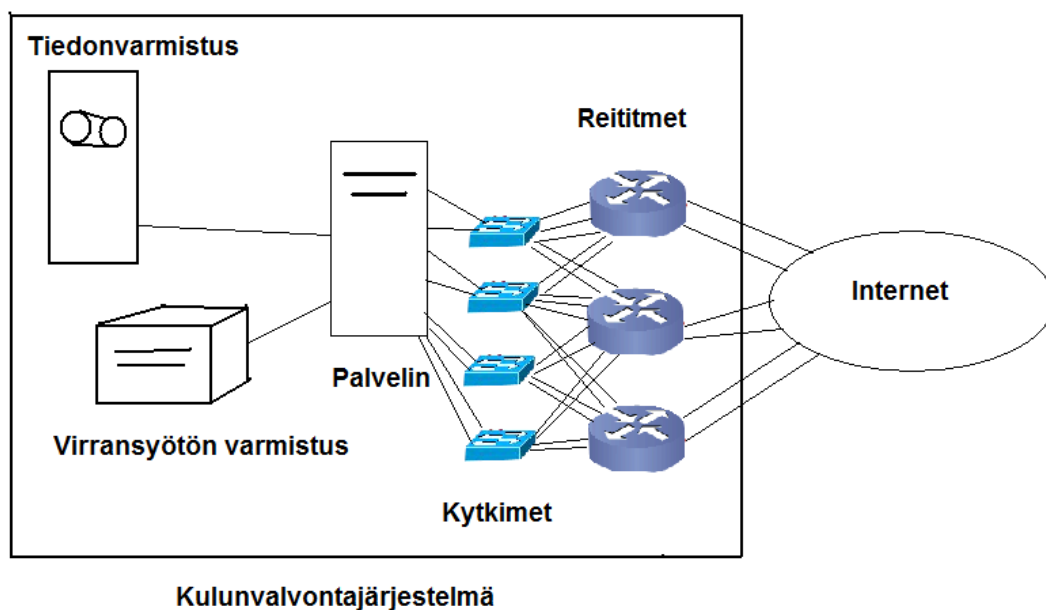 Tiedonvarmistus
Reititmet
Internet
Palvelin
Virransyötön varmistus
Kytkimet
Kulunvalvontajärjestelmä